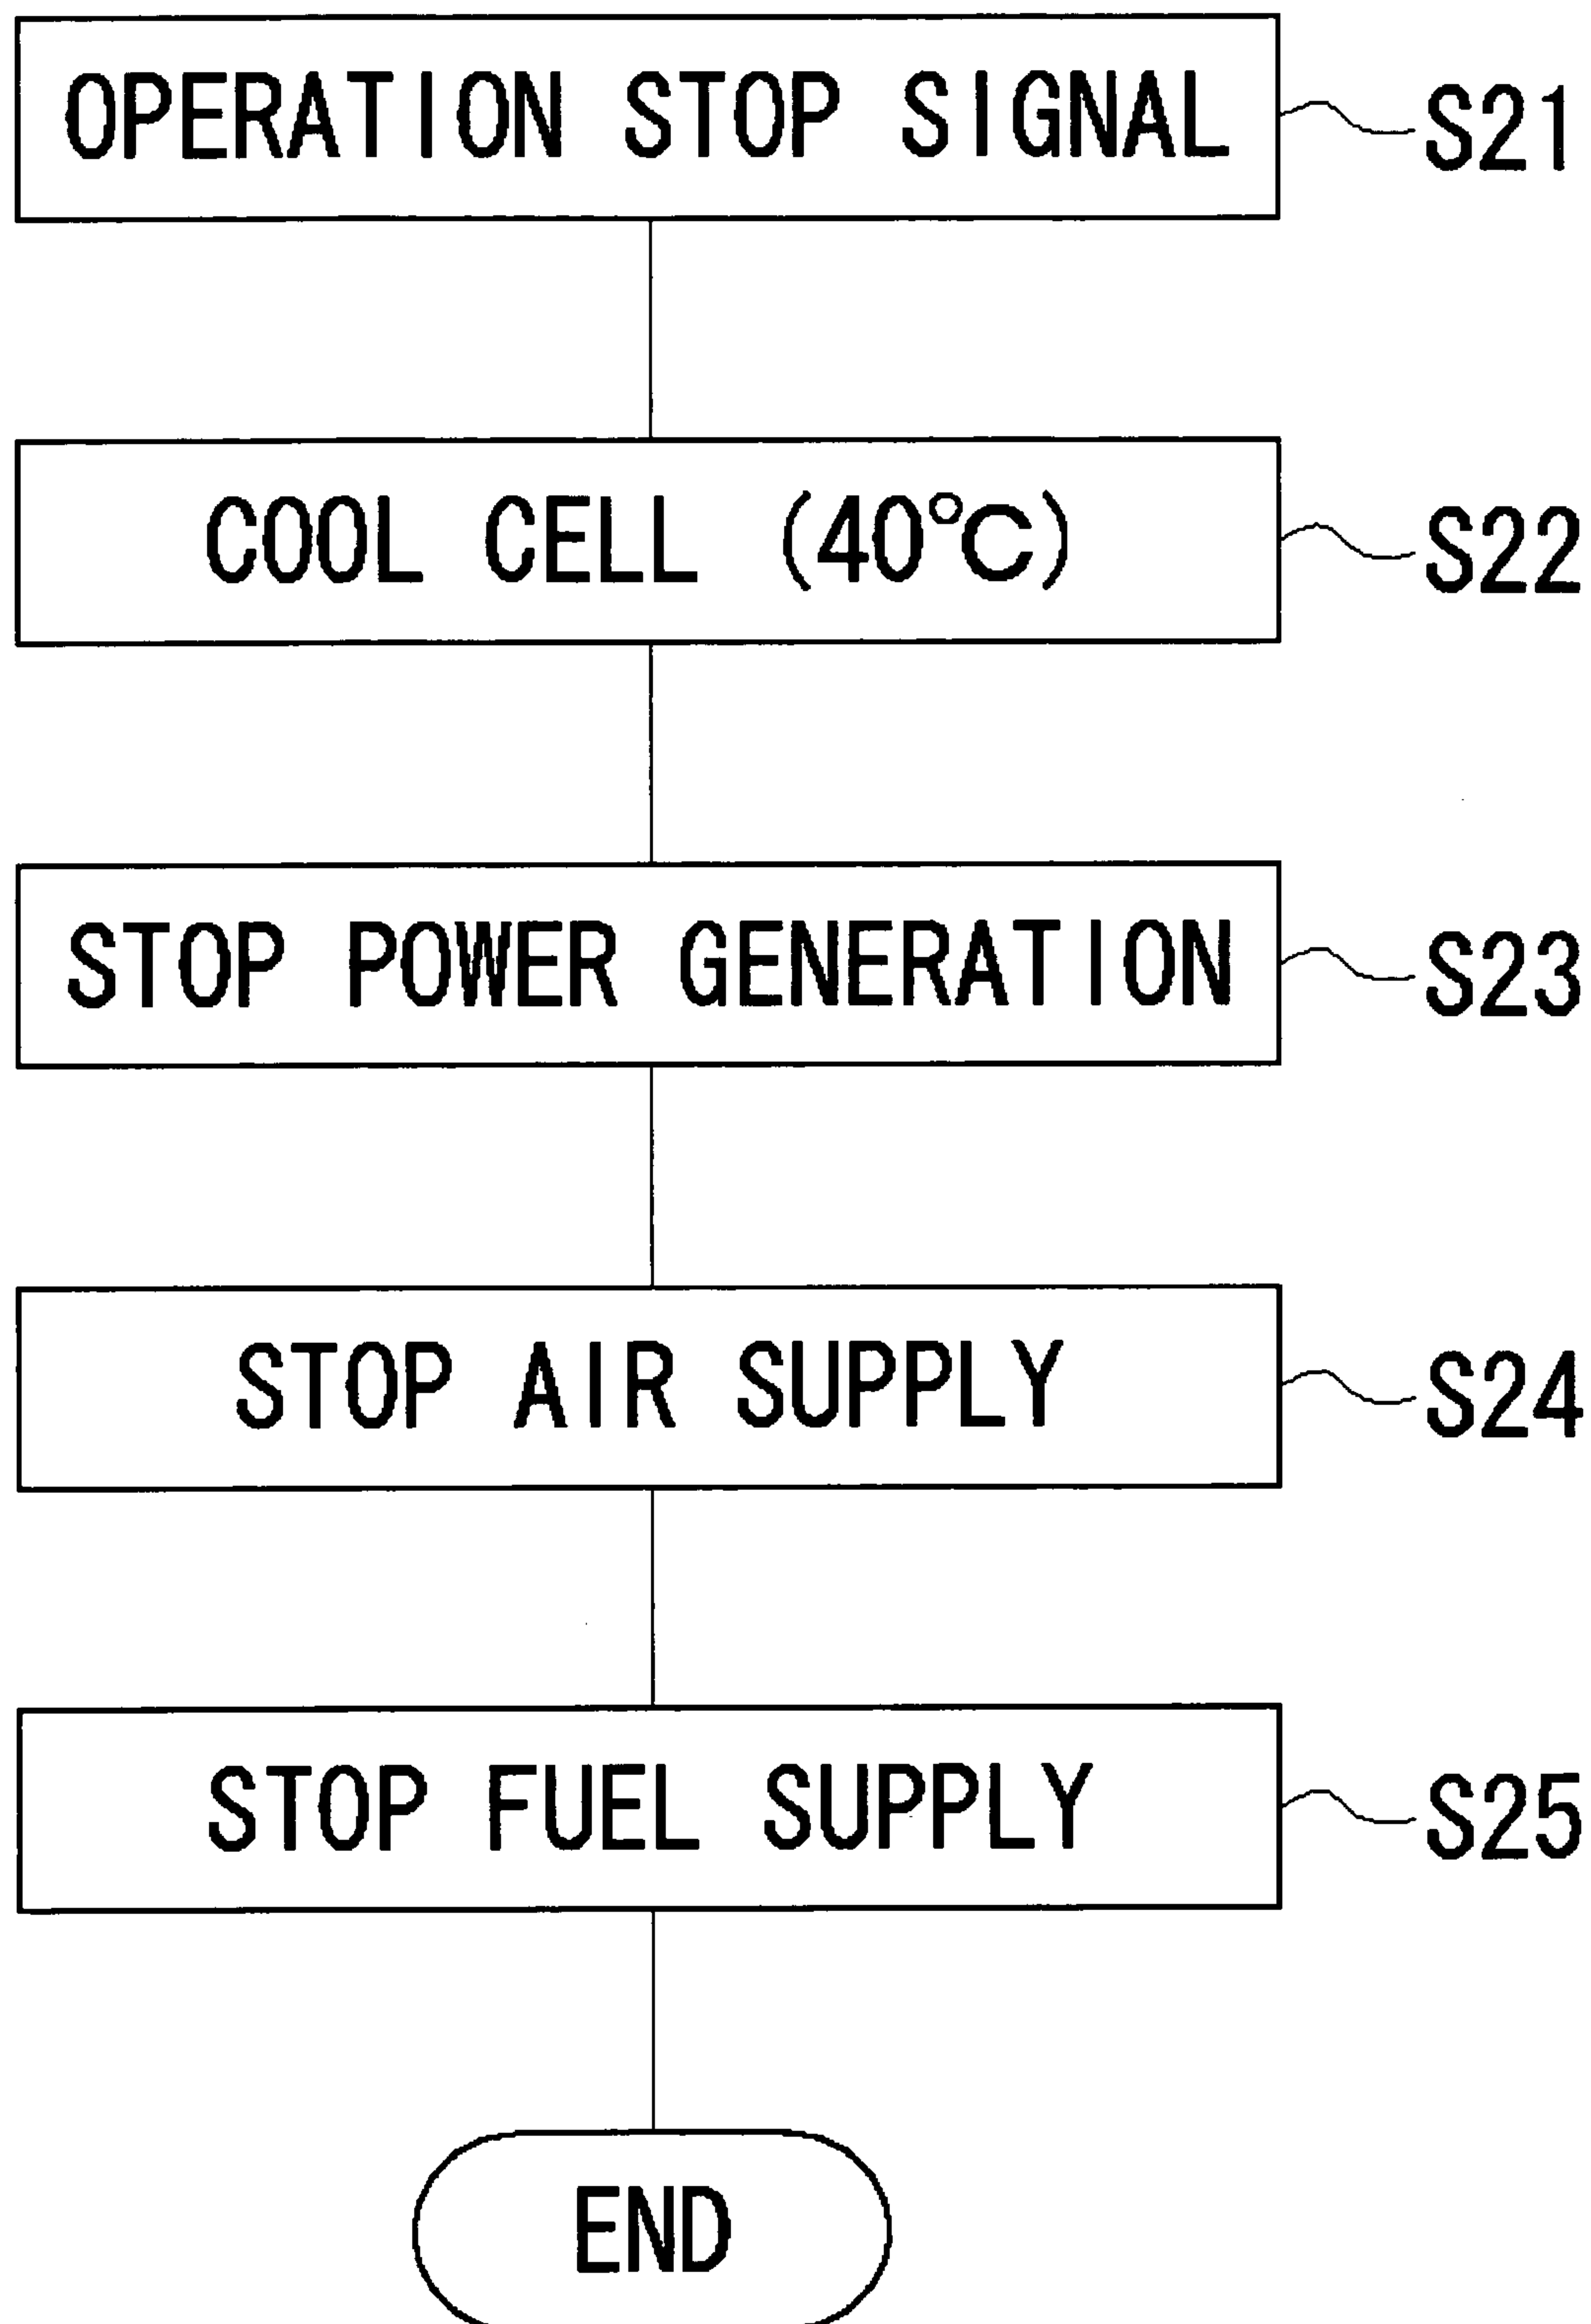 OPERATION STOP SIGNAL S21
COOL CELL (40℃) S22
STOP POWER GENERATION S23
STOP AIR SUPPLY S24
STOP FUEL SUPPLY S25
END